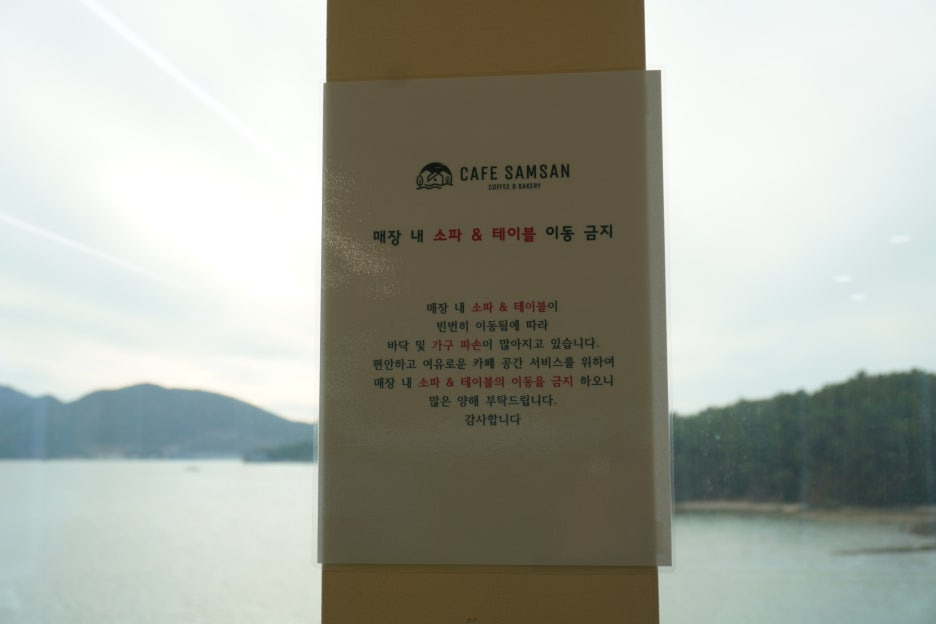 CAFE SAMSAN
COFFEE & BAKERY
매장 내 소파 & 테이블 이동 금지
매장 내 소파 & 테이블이
빈번히 이동됨에 따라
바닥 및 가구 파손이 많아지고 있습니다.
편안하고 여유로운 카페 공간 서비스를 위하여
매장 내 소파 & 테이블의 이동을 금지 하오니
많은 양해 부탁드립니다.
감사합니다